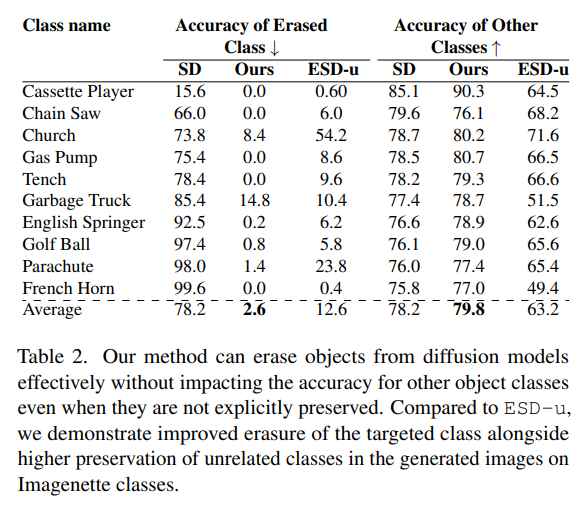 Class name Accuracy of Erased Accuracy of Other
Class ↓ Classes ↑
SD Ours ESD-u SD Ours ESD-u
Cassette Player 15.6 0.0 0.60 85.1 90.3 64.5
Chain Saw 66.0 0.0 6.0 79.6 76.1 68.2
Church 73.8 8.4 54.2 78.7 80.2 71.6
Gas Pump 75.4 0.0 8.6 78.5 80.7 66.5
Tench 78.4 0.0 9.6 78.2 79.3 66.6
Garbage Truck 85.4 14.8 10.4 77.4 78.7 51.5
English Springer 92.5 0.2 6.2 76.6 78.9 62.6
Golf Ball 97.4 0.8 5.8 76.1 79.0 65.6
Parachute 98.0 1.4 23.8 76.0 77.4 65.4
French Horn 99.6 0.0 0.4 75.8 77.0 49.4
Average 78.2 2.6 12.6 78.2 79.8 63.2
Table 2. Our method can erase objects from diffusion models
effectively without impacting the accuracy for other object classes
even when they are not explicitly preserved. Compared to ESD-u,
we demonstrate improved erasure of the targeted class alongside
higher preservation of unrelated classes in the generated images on
Imagenette classes.